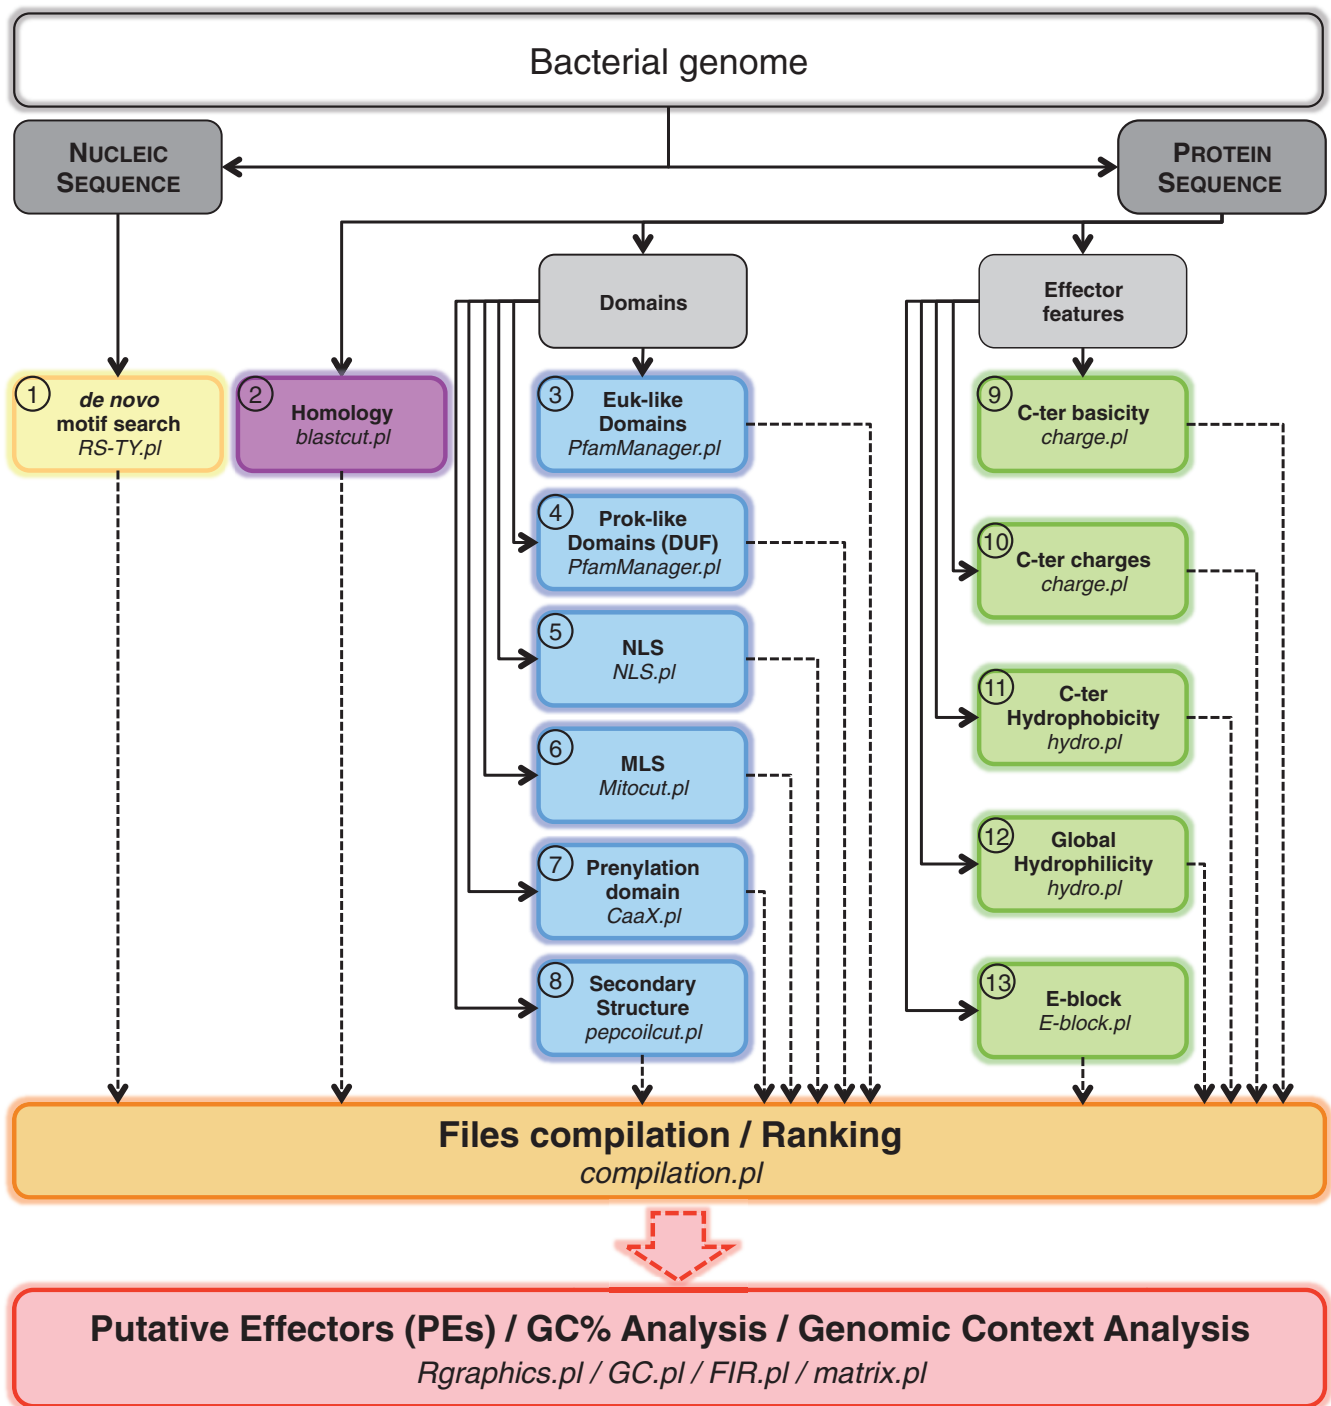 Bacterial genome
NUCLEIC
SEQUENCE
PROTEIN
SEQUENCE
Domains
Effector
features
1
de novo
motif search
RS-TY.pl
2
Homology
blastcut.pl
3
Euk-like
Domains
PfamManager.pl
4
Prok-like
Domains (DUF)
PfamManager.pl
5
NLS
NLS.pl
6
MLS
Mitocut.pl
7
Prenylation
domain
CaaX.pl
8
Secondary
Structure
pepcoilcut.pl
9
C-ter basicity
charge.pl
10
C-ter charges
charge.pl
11
C-ter
Hydrophobicity
hydro.pl
12
Global
Hydrophilicity
hydro.pl
13
E-block
E-block.pl
Files compilation / Ranking
compilation.pl
Putative Effectors (PEs) / GC% Analysis / Genomic Context Analysis
Rgraphics.pl / GC.pl / FIR.pl / matrix.pl